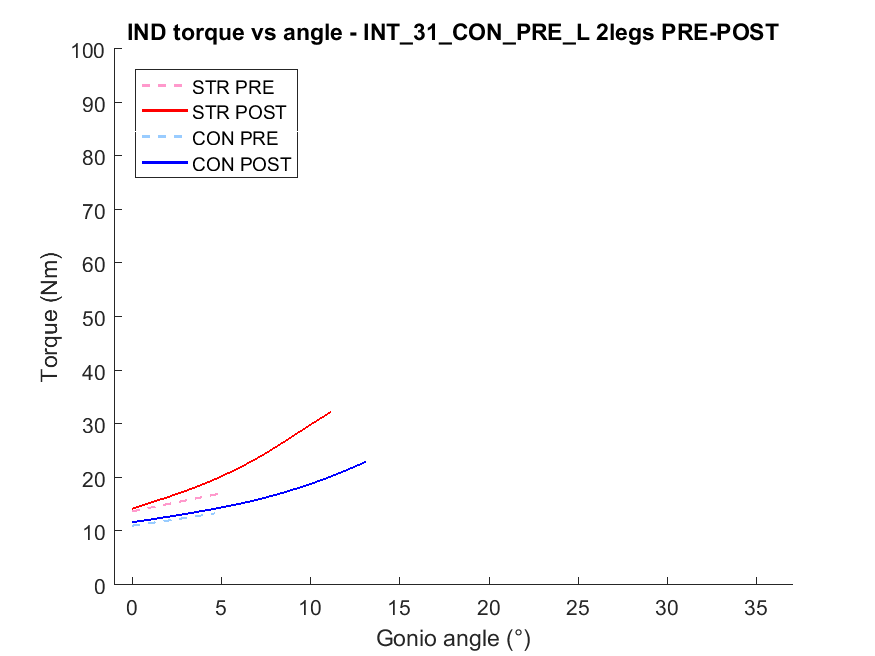 IND torque vs angle - INT_31_CON_PRE_L 2legs PRE-POST
100
90
80
70
60
50
40
30
20
10
0
Torque (Nm)
STR PRE
STR POST
CON PRE
CON POST
0 5 10 15 20 25 30 35
Gonio angle (°)